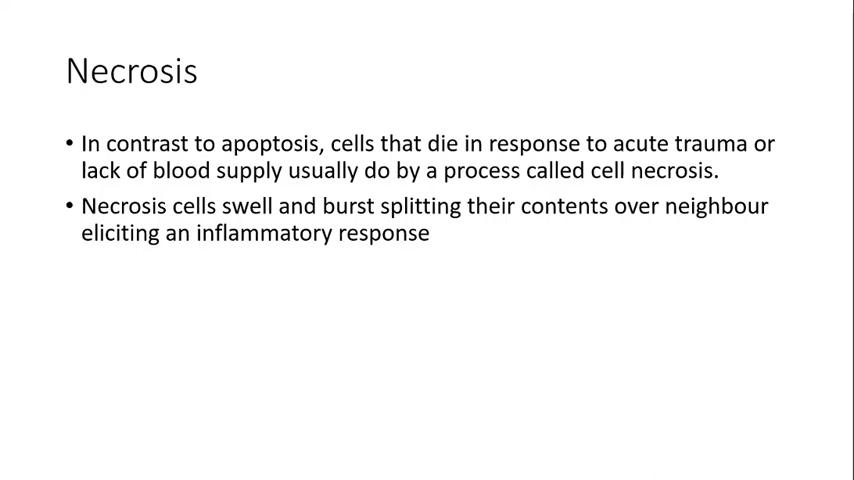 Necrosis
• In contrast to apoptosis, cells that die in response to acute trauma or
lack of blood supply usually do by a process called cell necrosis.
• Necrosis cells swell and burst splitting their contents over neighbour
eliciting an inflammatory response